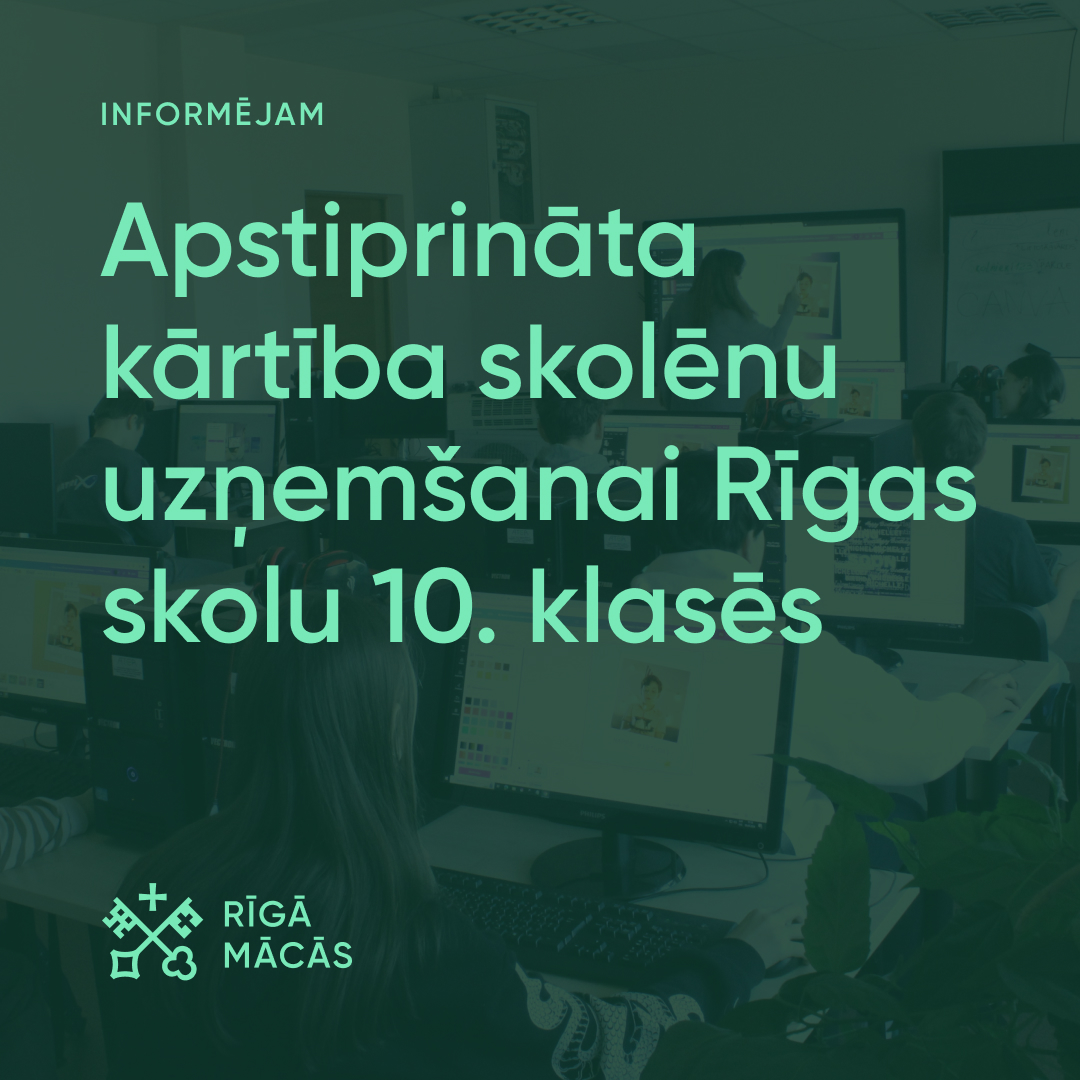 INFORMĒJAM
Apstiprināta
kārtība skolēnu
uzņemšanai Rīgas
skolu 10. klasēs
RĪGĀ
MĀCĀS